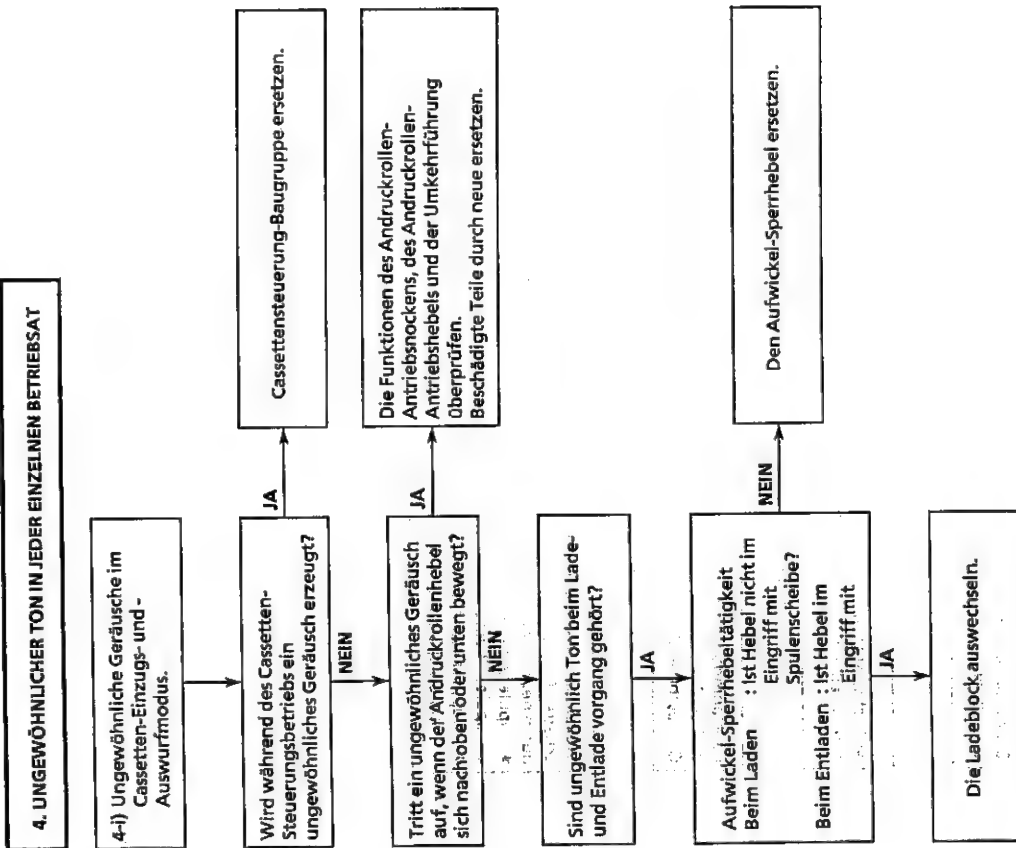 4. UNGEWÖHNLICHER TON IN JEDER EINZELNEN BETRIEBSAT
4-i) Ungewöhnliche Geräusche im
Cassetten-Einzugs- und -
Auswurfmodus.
Wird während des Cassetten-
Steuerungsbetriebs ein
ungewöhnliches Geräusch erzeugt?
JA
Cassettensteuerung-Baugruppe ersetzen.
NEIN
Tritt ein ungewöhnliches Geräusch
auf, wenn der Andruckrollenhebel
sich nach oben oder unten bewegt?
JA
Die Funktionen des Andruckrollen-
Antriebsnockens, des Andruckrollen-
Antriebshebels und der Umkehrführung
überprüfen.
Beschädigte Teile durch neue ersetzen.
NEIN
Sind ungewöhnlich Ton beim Lade-
und Entlade vorgang gehört?
JA
Aufwickel-Sperrhebeltätigkeit
Beim Laden : Ist Hebel nicht im
Eingriff mit
Spulenscheibe?
Beim Entladen : Ist Hebel im
Eingriff mit
NEIN
Den Aufwickel-Sperrhebel ersetzen.
JA
Die Ladeblock auswechseln.